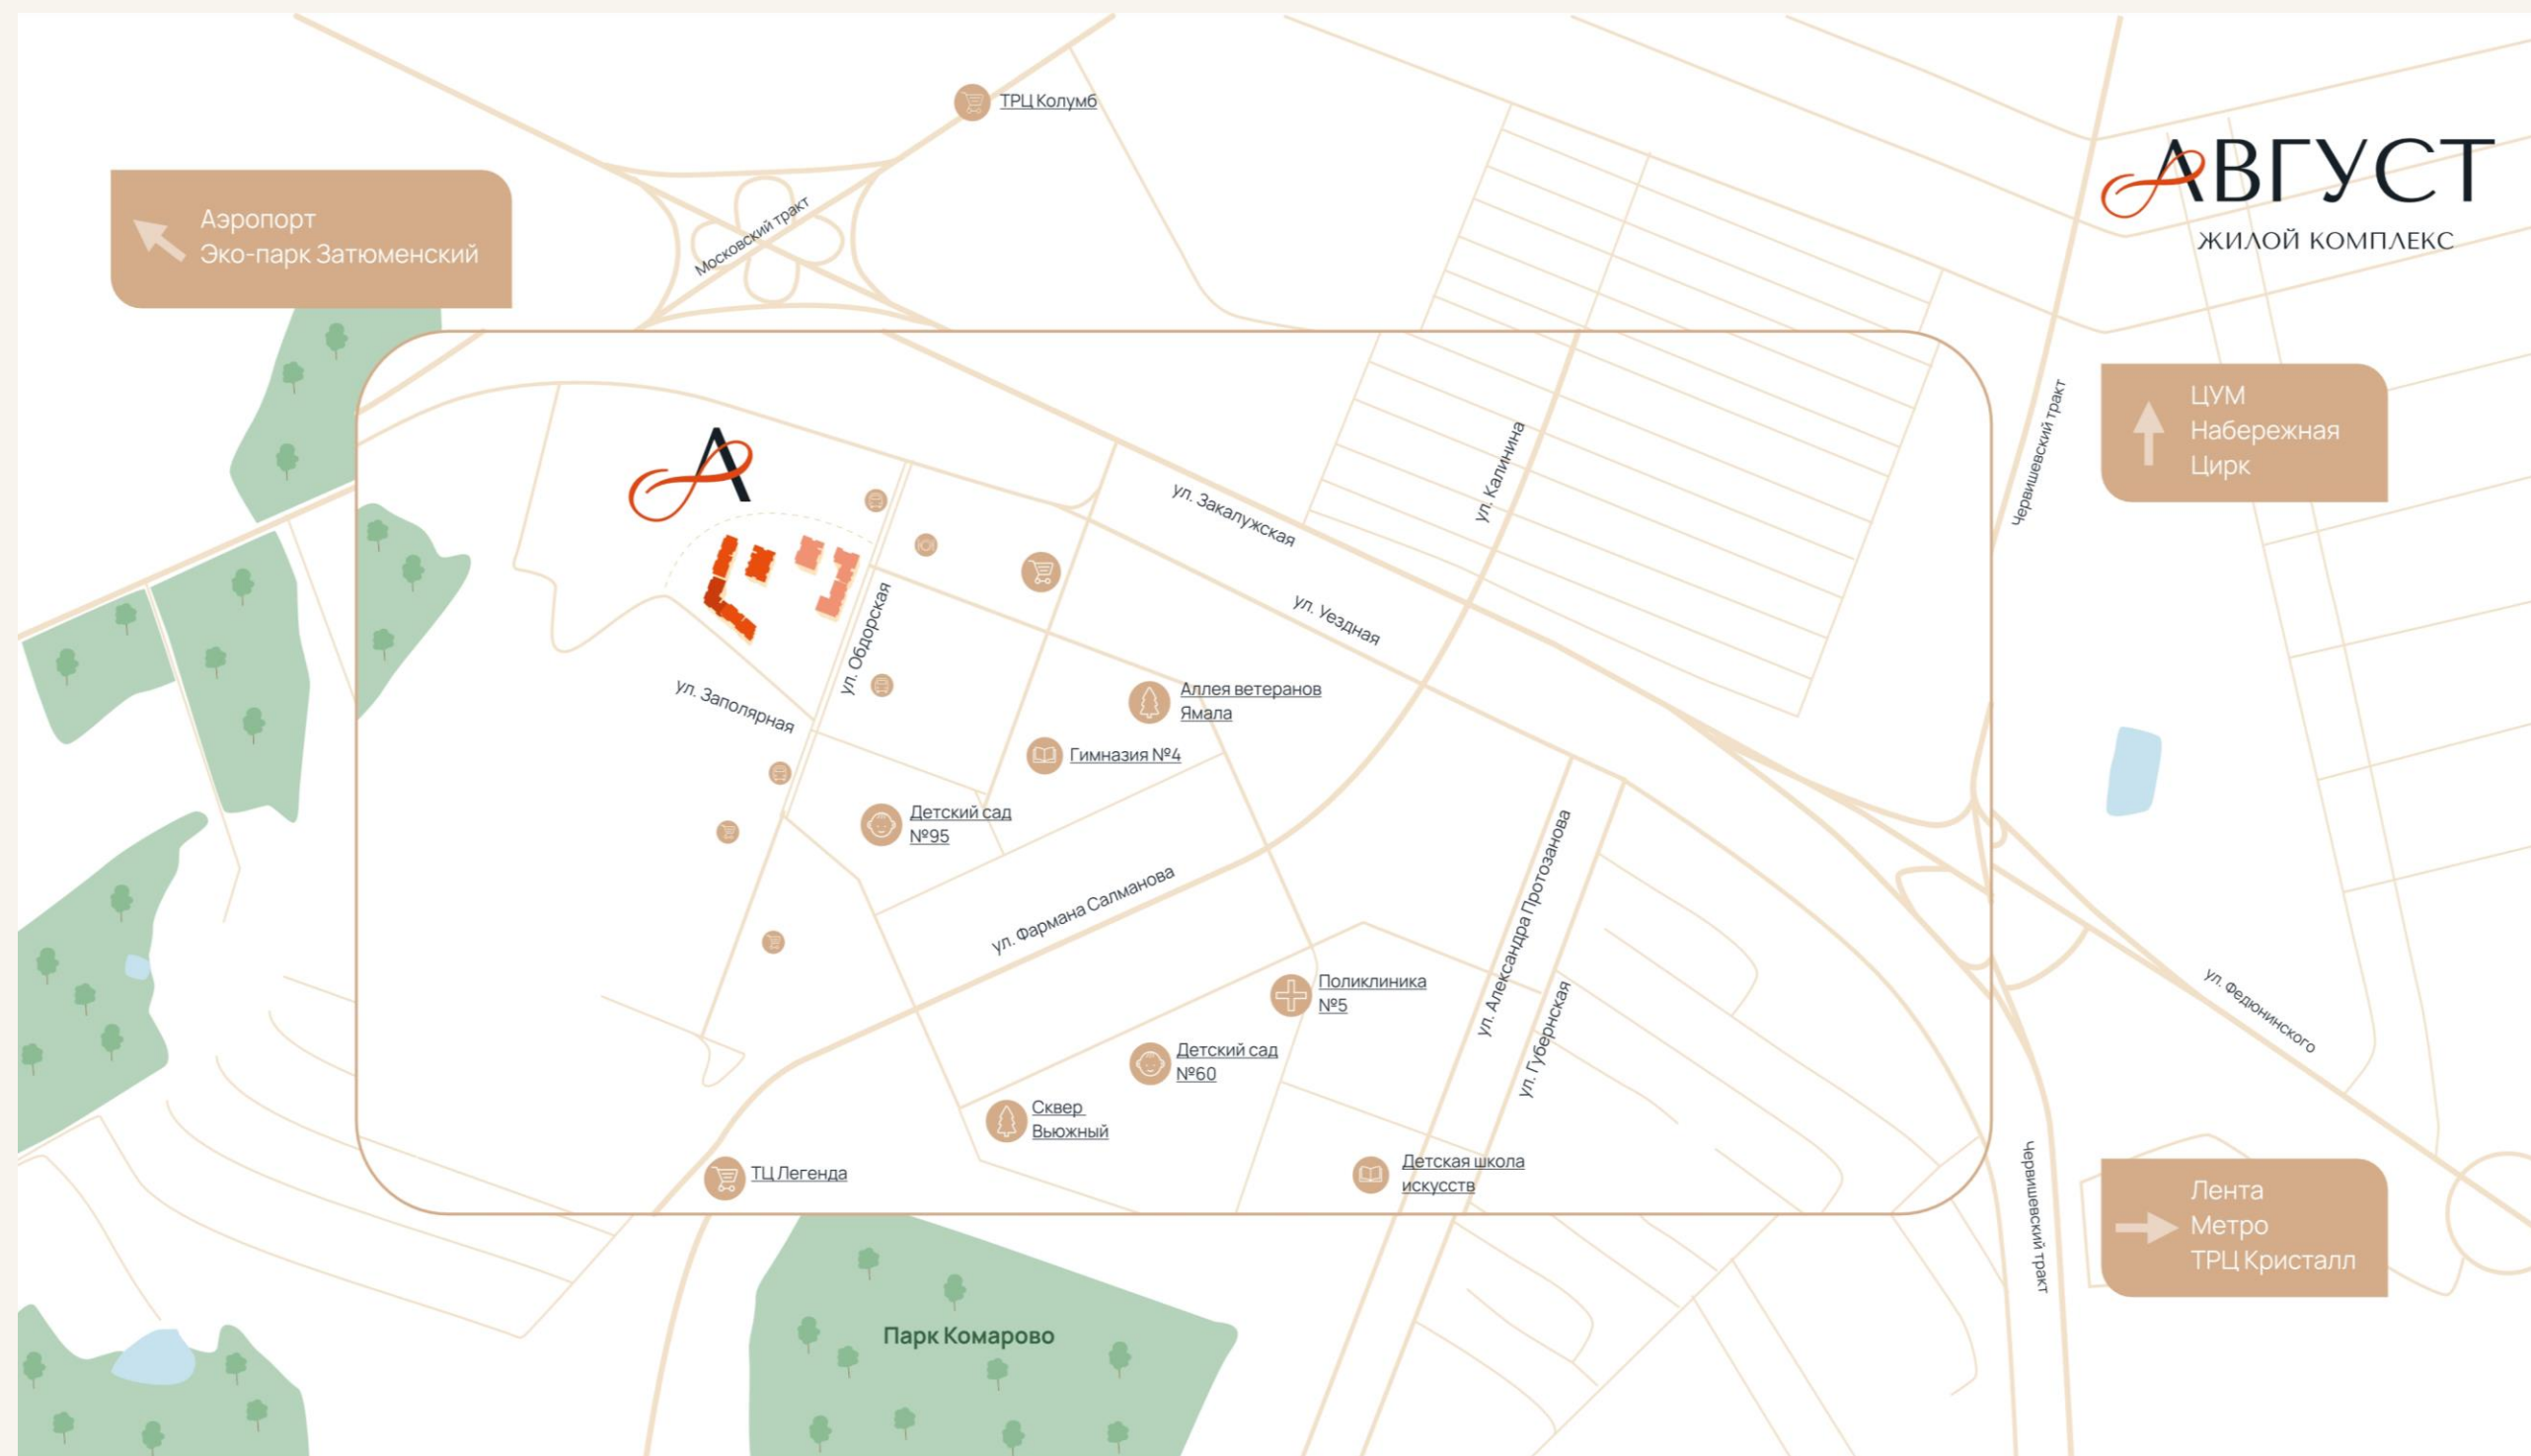 ТРЦ Колумб
АВГУСТ
ЖИЛОЙ КОМПЛЕКС
Аэропорт
Эко-парк Затюменский
Московский тракт
ЦУМ
Набережная
Цирк
Червишевский тракт
ул. Калинина
ул. Закалужская
ул. Уездная
ул. Обдорская
ул. Заполярная
Аллея ветеранов
Ямала
Гимназия №4
Детский сад
№95
ул. Фармана Салманова
ул. Александра Протозанова
ул. Губернская
Поликлиника
№5
Детский сад
№60
Сквер
Вьюжный
ТЦ Легенда
Детская школа
искусств
ул. Федюнинского
Червишевский тракт
Лента
Метро
ТРЦ Кристалл
Парк Комарово